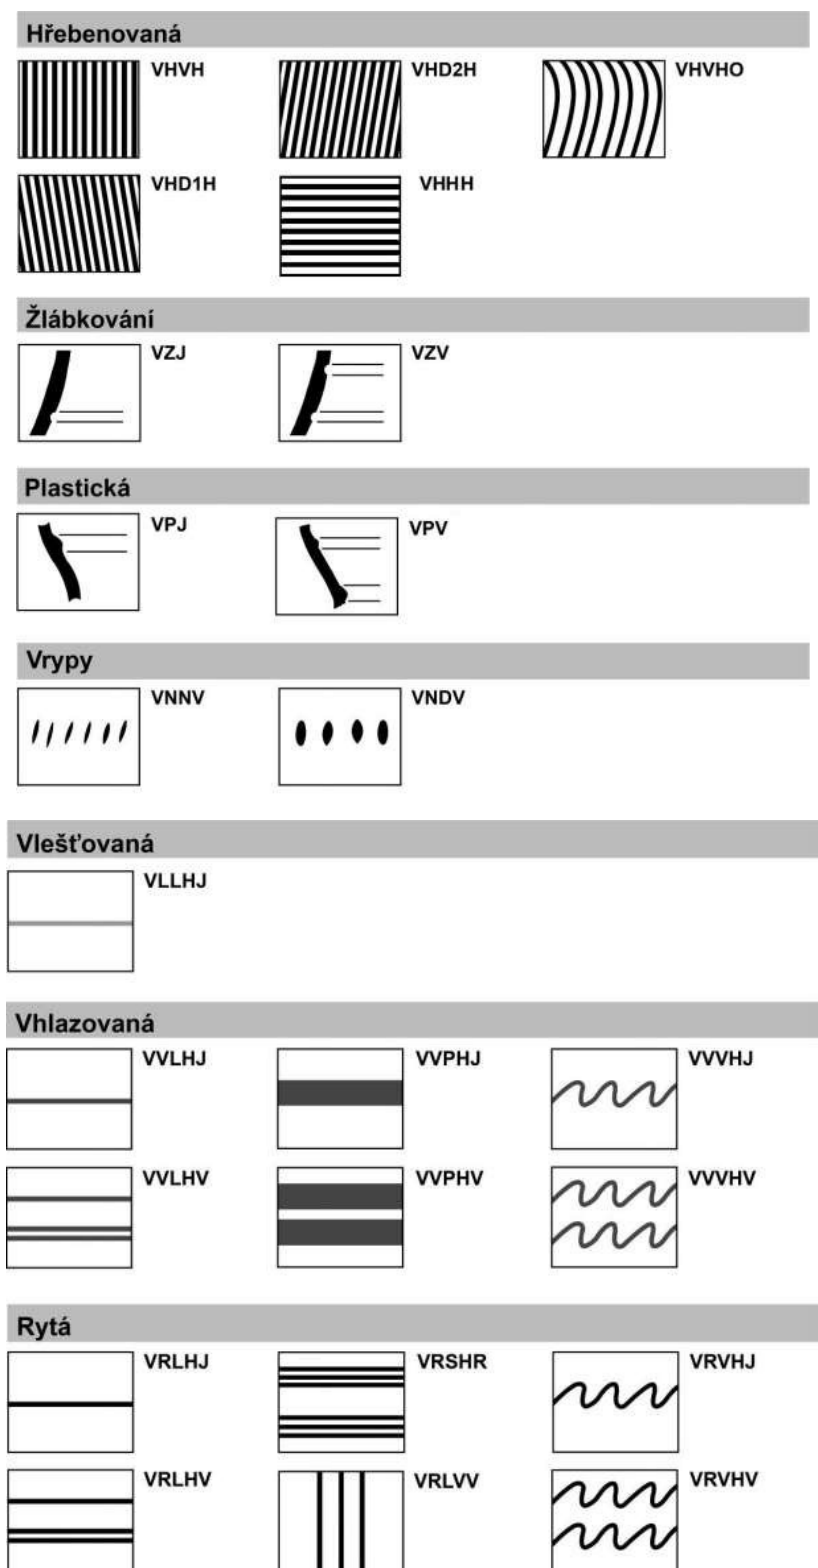 Hřebenovaná
VHVH VHD2H VHVHO
VHD1H VHHH
Žlábkování
VZJ VZV
Plastická
VPJ VPV
Vrypy
VNNV VNDV
Vlešťovaná
VLLHJ
Vhlazovaná
VVLHJ VVPHJ VVVHJ
VVLHV VVPHV VVVHV
Rytá
VRLHJ VRSHR VRVHJ
VRLHV VRLVV VRVHV